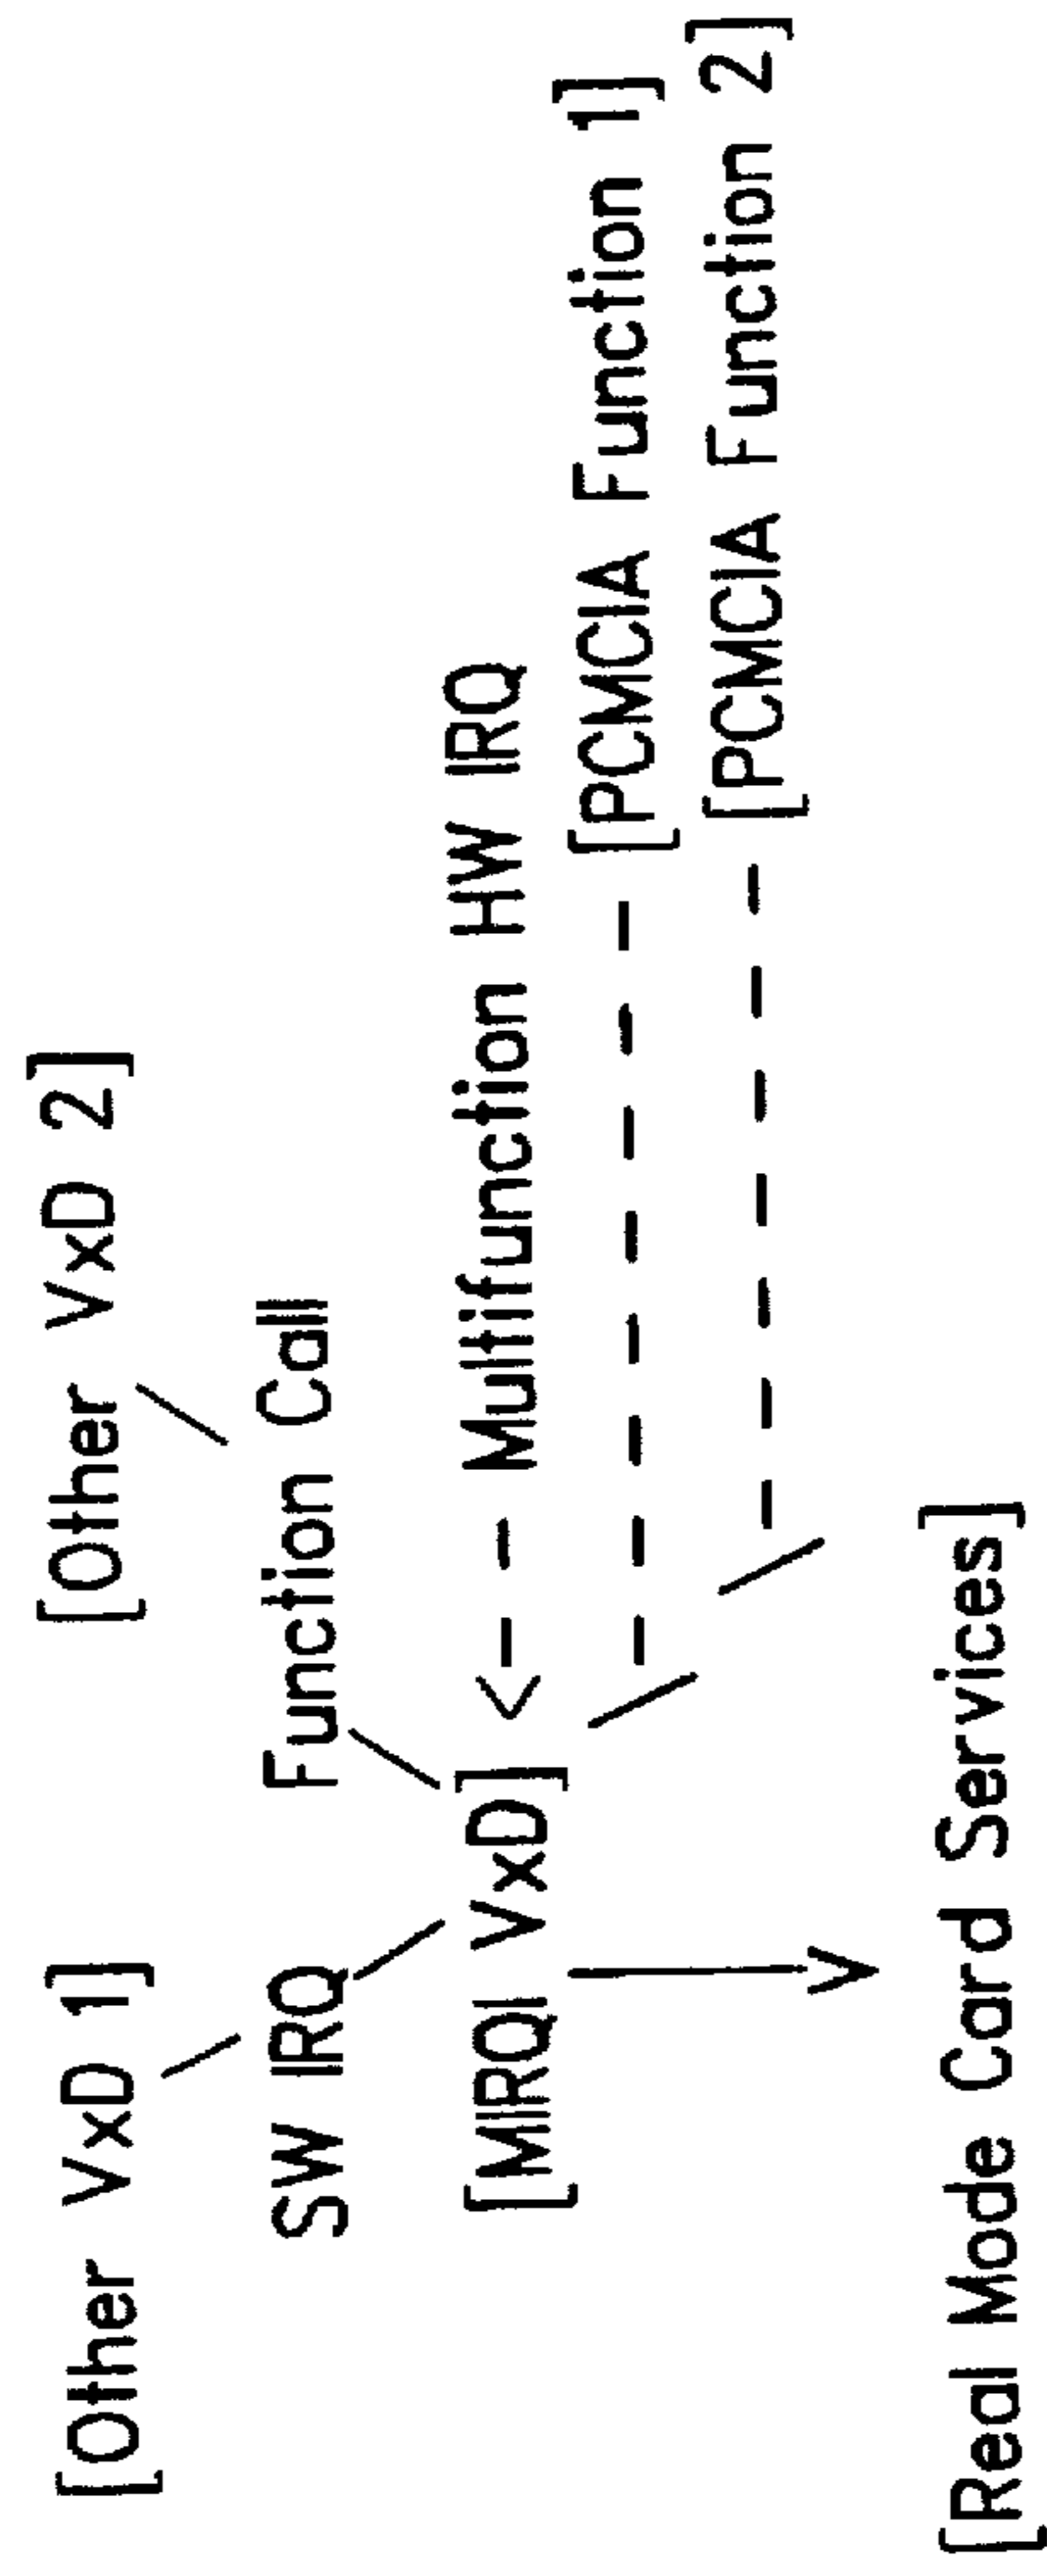 [Other VxD 1]
[Other VxD 2]
SW IRQ
Function Call
[MIRQI VxD] <- - Multifunction HW IRQ
[PCMCIA Function 1]
[PCMCIA Function 2]
[Real Mode Card Services]